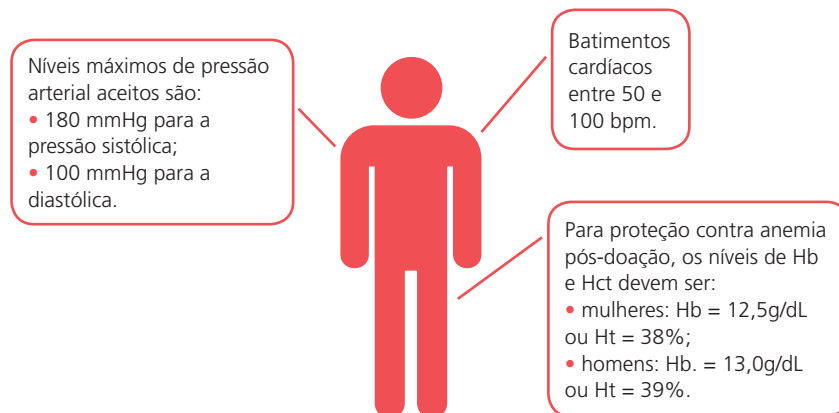 Níveis máximos de pressão
arterial aceitos são:
• 180 mmHg para a
pressão sistólica;
• 100 mmHg para a
diastólica.
Batimentos
cardíacos
entre 50 e
100 bpm.
Para proteção contra anemia
pós-doação, os níveis de Hb
e Hct devem ser:
• mulheres: Hb = 12,5g/dL
ou Ht = 38%;
• homens: Hb. = 13,0g/dL
ou Ht = 39%.